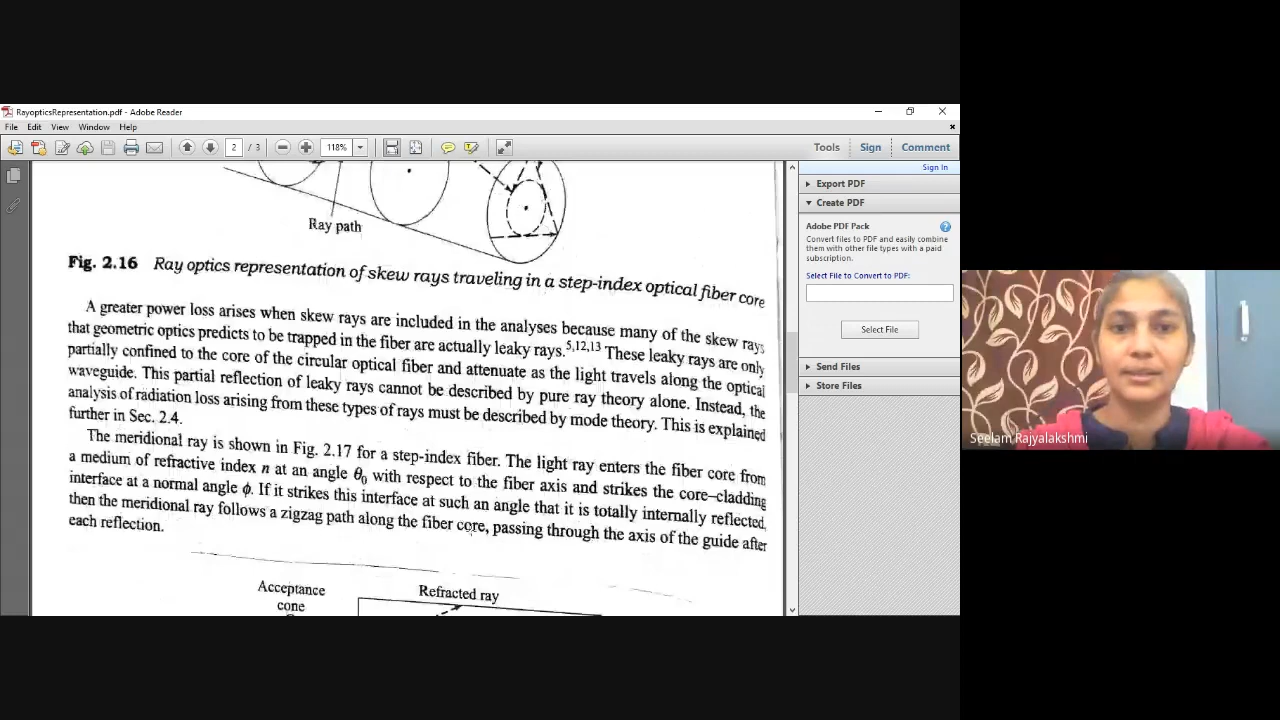 RayopticsRepresentation.pdf - Adobe Reader
File Edit View Window Help
2 / 3 118% Tools Sign Comment
Sign In
Export PDF
Create PDF
Adobe PDF Pack
Convert files to PDF and easily combine
them with other file types with a paid
subscription.
Select File to Convert to PDF:
Select File
Send Files
Store Files
Ray path
Fig. 2.16 Ray optics representation of skew rays traveling in a step-index optical fiber core
A greater power loss arises when skew rays are included in the analyses because many of the skew rays
that geometric optics predicts to be trapped in the fiber are actually leaky rays.5,12,13 These leaky rays are only
partially confined to the core of the circular optical fiber and attenuate as the light travels along the optical
waveguide. This partial reflection of leaky rays cannot be described by pure ray theory alone. Instead, the
analysis of radiation loss arising from these types of rays must be described by mode theory. This is explained
further in Sec. 2.4.
The meridional ray is shown in Fig. 2.17 for a step-index fiber. The light ray enters the fiber core from
a medium of refractive index n at an angle θ0 with respect to the fiber axis and strikes the core–cladding
interface at a normal angle ϕ. If it strikes this interface at such an angle that it is totally internally reflected,
then the meridional ray follows a zigzag path along the fiber core, passing through the axis of the guide after
each reflection.
Acceptance
cone
Refracted ray
Seelam Rajyalakshmi